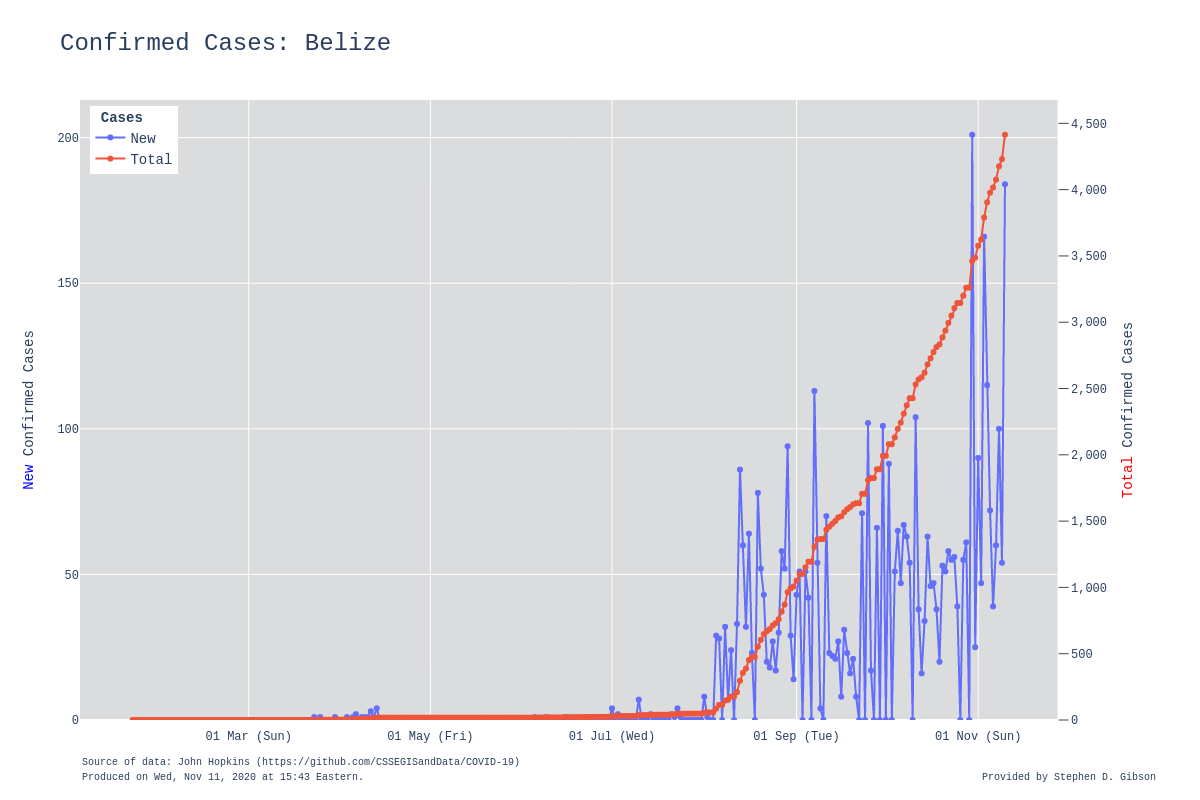 Confirmed Cases: Belize
Cases
New
Total
200
150
100
50
0
4,500
4,000
3,500
3,000
2,500
2,000
1,500
1,000
500
0
New Confirmed Cases
Total Confirmed Cases
01 Mar (Sun)
01 May (Fri)
01 Jul (Wed)
01 Sep (Tue)
01 Nov (Sun)
Source of data: John Hopkins (https://github.com/CSSEGISandData/COVID-19)
Produced on Wed, Nov 11, 2020 at 15:43 Eastern.
Provided by Stephen D. Gibson